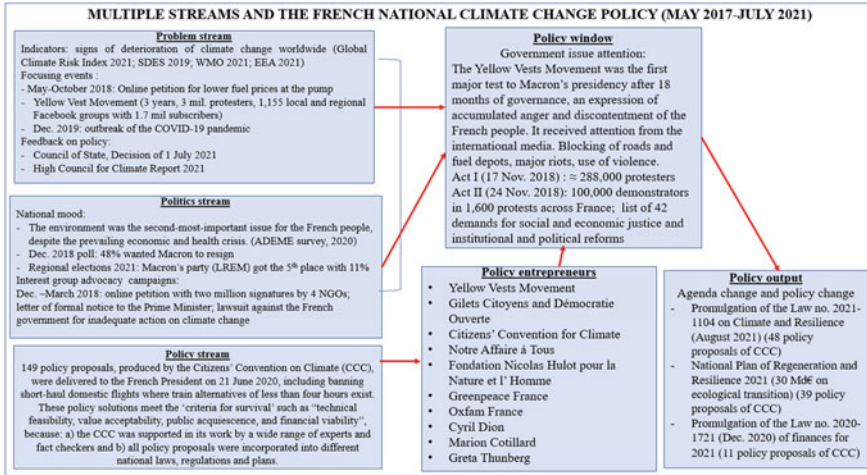 MULTIPLE STREAMS AND THE FRENCH NATIONAL CLIMATE CHANGE POLICY (MAY 2017-JULY 2021)
Problem stream
Indicators: signs of deterioration of climate change worldwide (Global
Climate Risk Index 2021; SDES 2019; WMO 2021; EEA 2021)
Focusing events :
- May-October 2018: Online petition for lower fuel prices at the pump
- Yellow Vest Movement (3 years, 3 mil. protesters, 1,155 local and regional
Facebook groups with 1.7 mil subscribers)
- Dec. 2019: outbreak of the COVID-19 pandemic
Feedback on policy:
- Council of State, Decision of 1 July 2021
- High Council for Climate Report 2021
Politics stream
National mood:
- The environment was the second-most-important issue for the French people,
despite the prevailing economic and health crisis. (ADEME survey, 2020)
- Dec. 2018 poll: 48% wanted Macron to resign
- Regional elections 2021: Macron's party (LREM) got the 5th place with 11%
Interest group advocacy campaigns:
Dec. –March 2018: online petition with two million signatures by 4 NGOs;
letter of formal notice to the Prime Minister; lawsuit against the French
government for inadequate action on climate change
Policy stream
149 policy proposals, produced by the Citizens' Convention on Climate (CCC),
were delivered to the French President on 21 June 2020, including banning
short-haul domestic flights where train alternatives of less than four hours exist.
These policy solutions meet the 'criteria for survival' such as "technical
feasibility, value acceptability, public acquiescence, and financial viability",
because: a) the CCC was supported in its work by a wide range of experts and
fact checkers and b) all policy proposals were incorporated into different
national laws, regulations and plans.
Policy window
Government issue attention:
The Yellow Vests Movement was the first
major test to Macron's presidency after 18
months of governance, an expression of
accumulated anger and discontentment of the
French people. It received attention from the
international media. Blocking of roads and
fuel depots, major riots, use of violence.
Act I (17 Nov. 2018) : ≈ 288,000 protesters
Act II (24 Nov. 2018): 100,000 demonstrators
in 1,600 protests across France; list of 42
demands for social and economic justice and
institutional and political reforms
Policy entrepreneurs
• Yellow Vests Movement
• Gilets Citoyens and Démocratie
Ouverte
• Citizens' Convention for Climate
• Notre Affaire à Tous
• Fondation Nicolas Hulot pour la
Nature et l' Homme
• Greenpeace France
• Oxfam France
• Cyril Dion
• Marion Cotillard
• Greta Thunberg
Policy output
Agenda change and policy change
- Promulgation of the Law no. 2021-
1104 on Climate and Resilience
(August 2021) (48 policy
proposals of CCC)
- National Plan of Regeneration and
Resilience 2021 (30 Md€ on
ecological transition) (39 policy
proposals of CCC)
- Promulgation of the Law no. 2020-
1721 (Dec. 2020) of finances for
2021 (11 policy proposals of CCC)